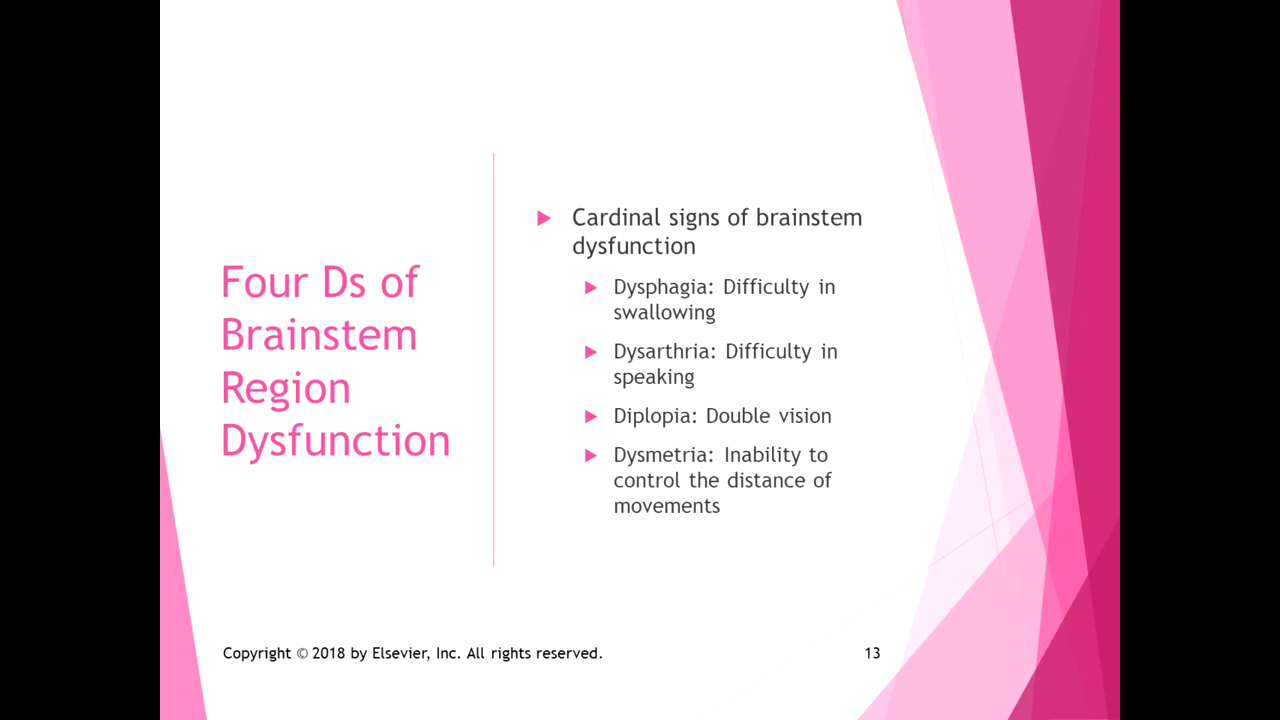 Four Ds of
Brainstem
Region
Dysfunction
Cardinal signs of brainstem
dysfunction
Dysphagia: Difficulty in
swallowing
Dysarthria: Difficulty in
speaking
Diplopia: Double vision
Dysmetria: Inability to
control the distance of
movements
Copyright © 2018 by Elsevier, Inc. All rights reserved.
13